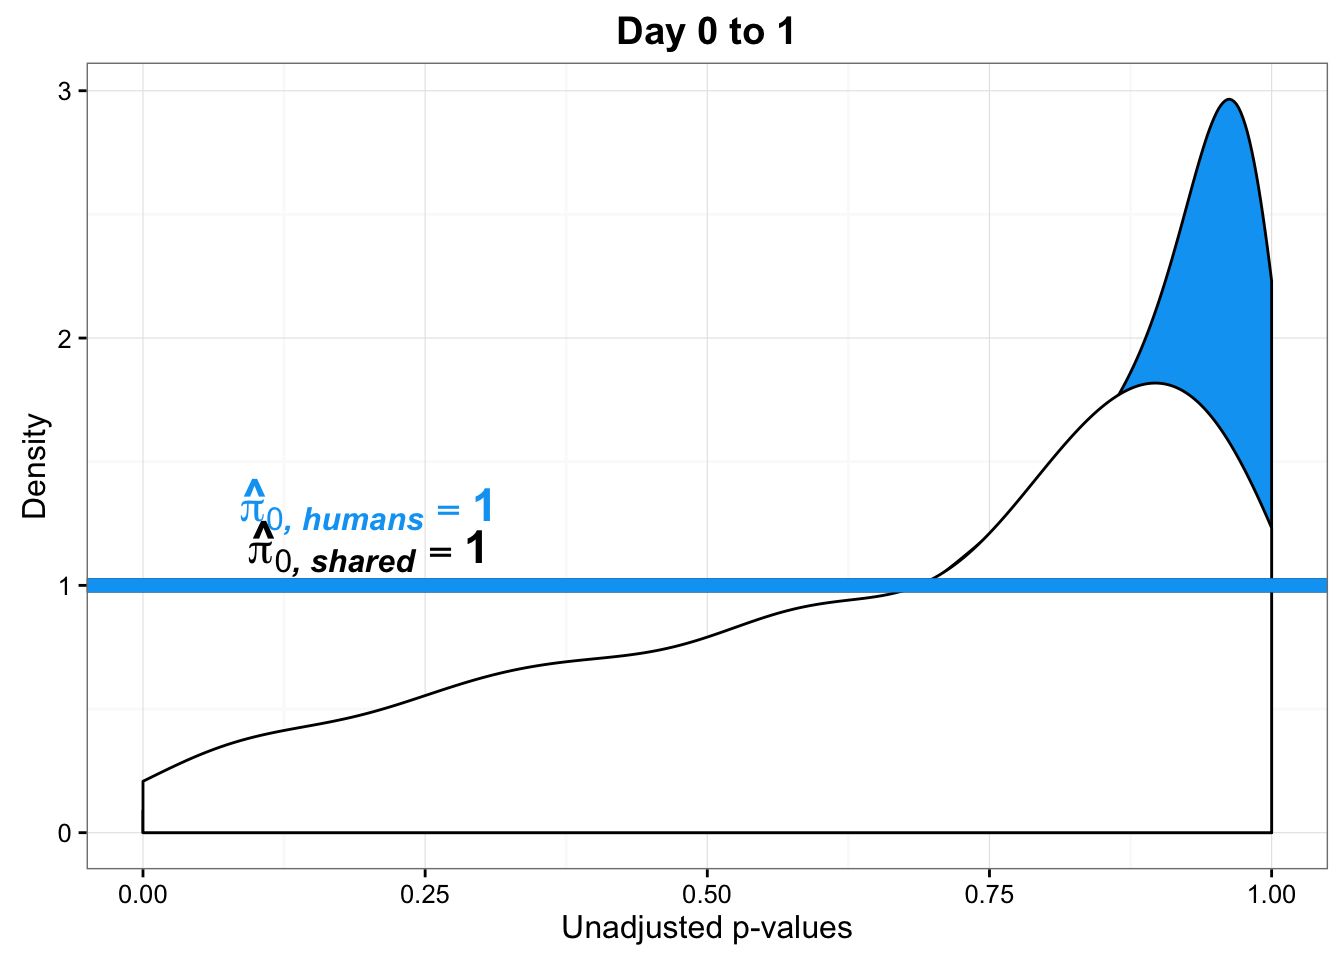 Day 0 to 1
3
2
1
0
Density
π̂0, humans = 1
π̂0, shared = 1
0.00 0.25 0.50 0.75 1.00
Unadjusted p-values